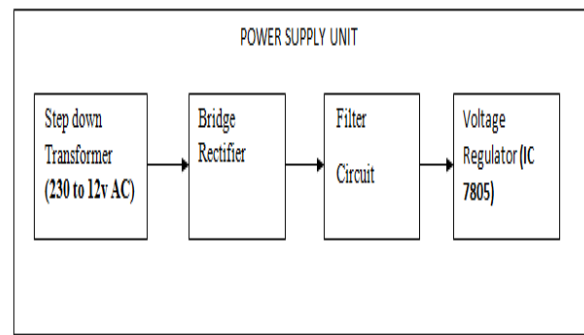 POWER SUPPLY UNIT
Step down
Transformer
(230 to 12v AC)
Bridge
Rectifier
Filter
Circuit
Voltage
Regulator(IC
7805)